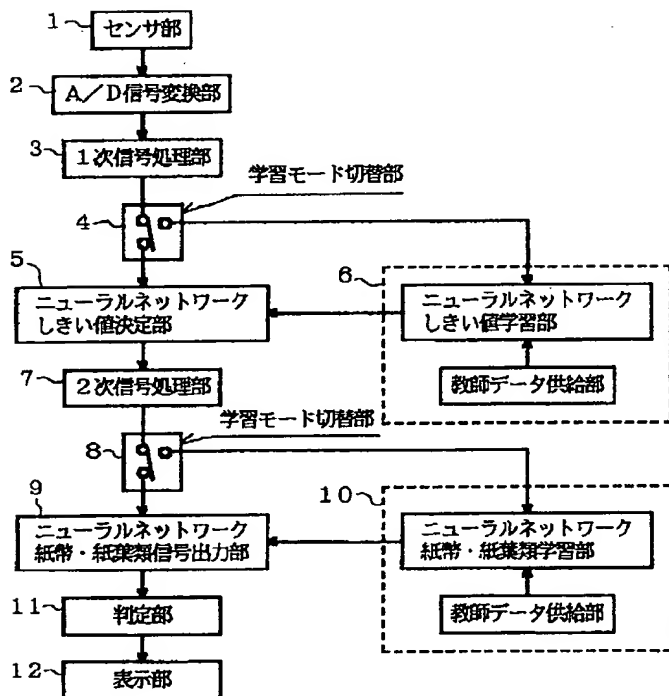 1
センサ部
2
A/D信号変換部
3
1次信号処理部
学習モード切替部
4
5
ニューラルネットワーク
しきい値決定部
6
ニューラルネットワーク
しきい値学習部
教師データ供給部
7
2次信号処理部
学習モード切替部
8
9
ニューラルネットワーク
紙幣・紙葉類信号出力部
10
ニューラルネットワーク
紙幣・紙葉類学習部
教師データ供給部
11
判定部
12
表示部